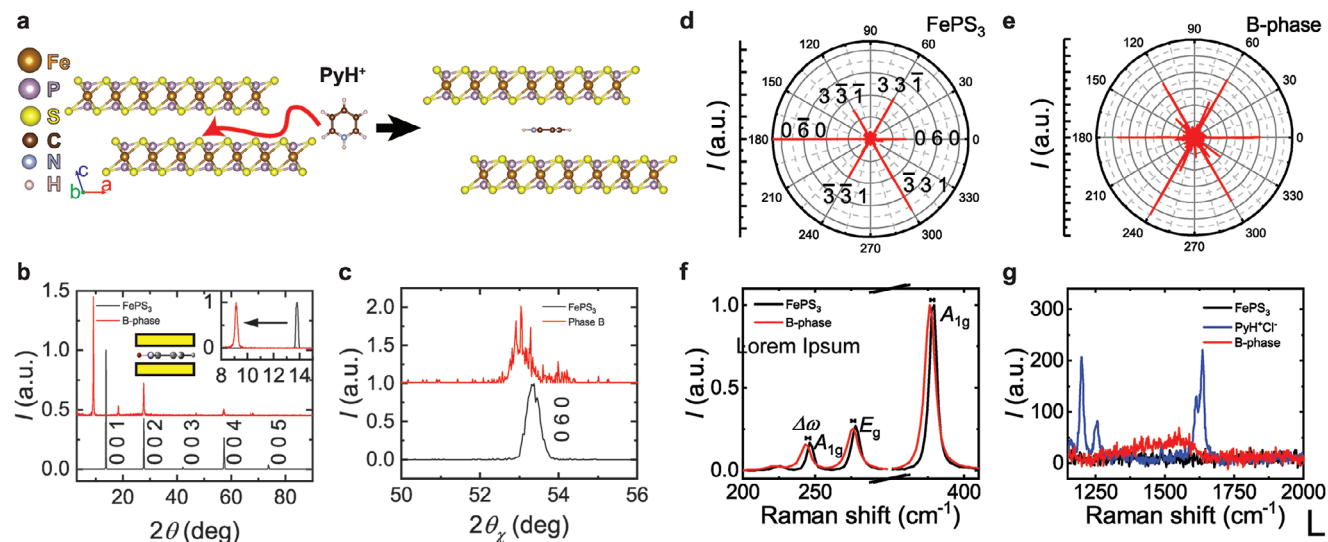 a
Fe
P
S
C
N
H
c
b
a
PyH⁺
b
I (a.u.)
1.5
1.0
0.5
0.0
FePS₃
B-phase
1
0
8 10 12 14
0 0 1
0 0 2
0 0 3
0 0 4
0 0 5
20 40 60 80
2θ (deg)
c
I (a.u.)
2.0
1.5
1.0
0.5
0.0
FePS₃
Phase B
0 6 0
50 52 54 56
2θᵪ (deg)
d
FePS₃
I (a.u.)
90
120 60
150 30
180 0
210 330
240 300
270
3̅ 3̅ 1̅
3 3 1̅
0 6̅ 0
0 6 0
3̅ 3̅ 1
3̅ 3 1
e
B-phase
I (a.u.)
90
120 60
150 30
180 0
210 330
240 300
270
f
I (a.u.)
1.0
0.5
0.0
FePS₃
B-phase
Lorem Ipsum
Δω
A1g
Eg
A1g
200 250 400
Raman shift (cm⁻¹)
g
I (a.u.)
300
200
100
0
FePS₃
PyH⁺Cl⁻
B-phase
1250 1500 1750 2000
Raman shift (cm⁻¹)
L